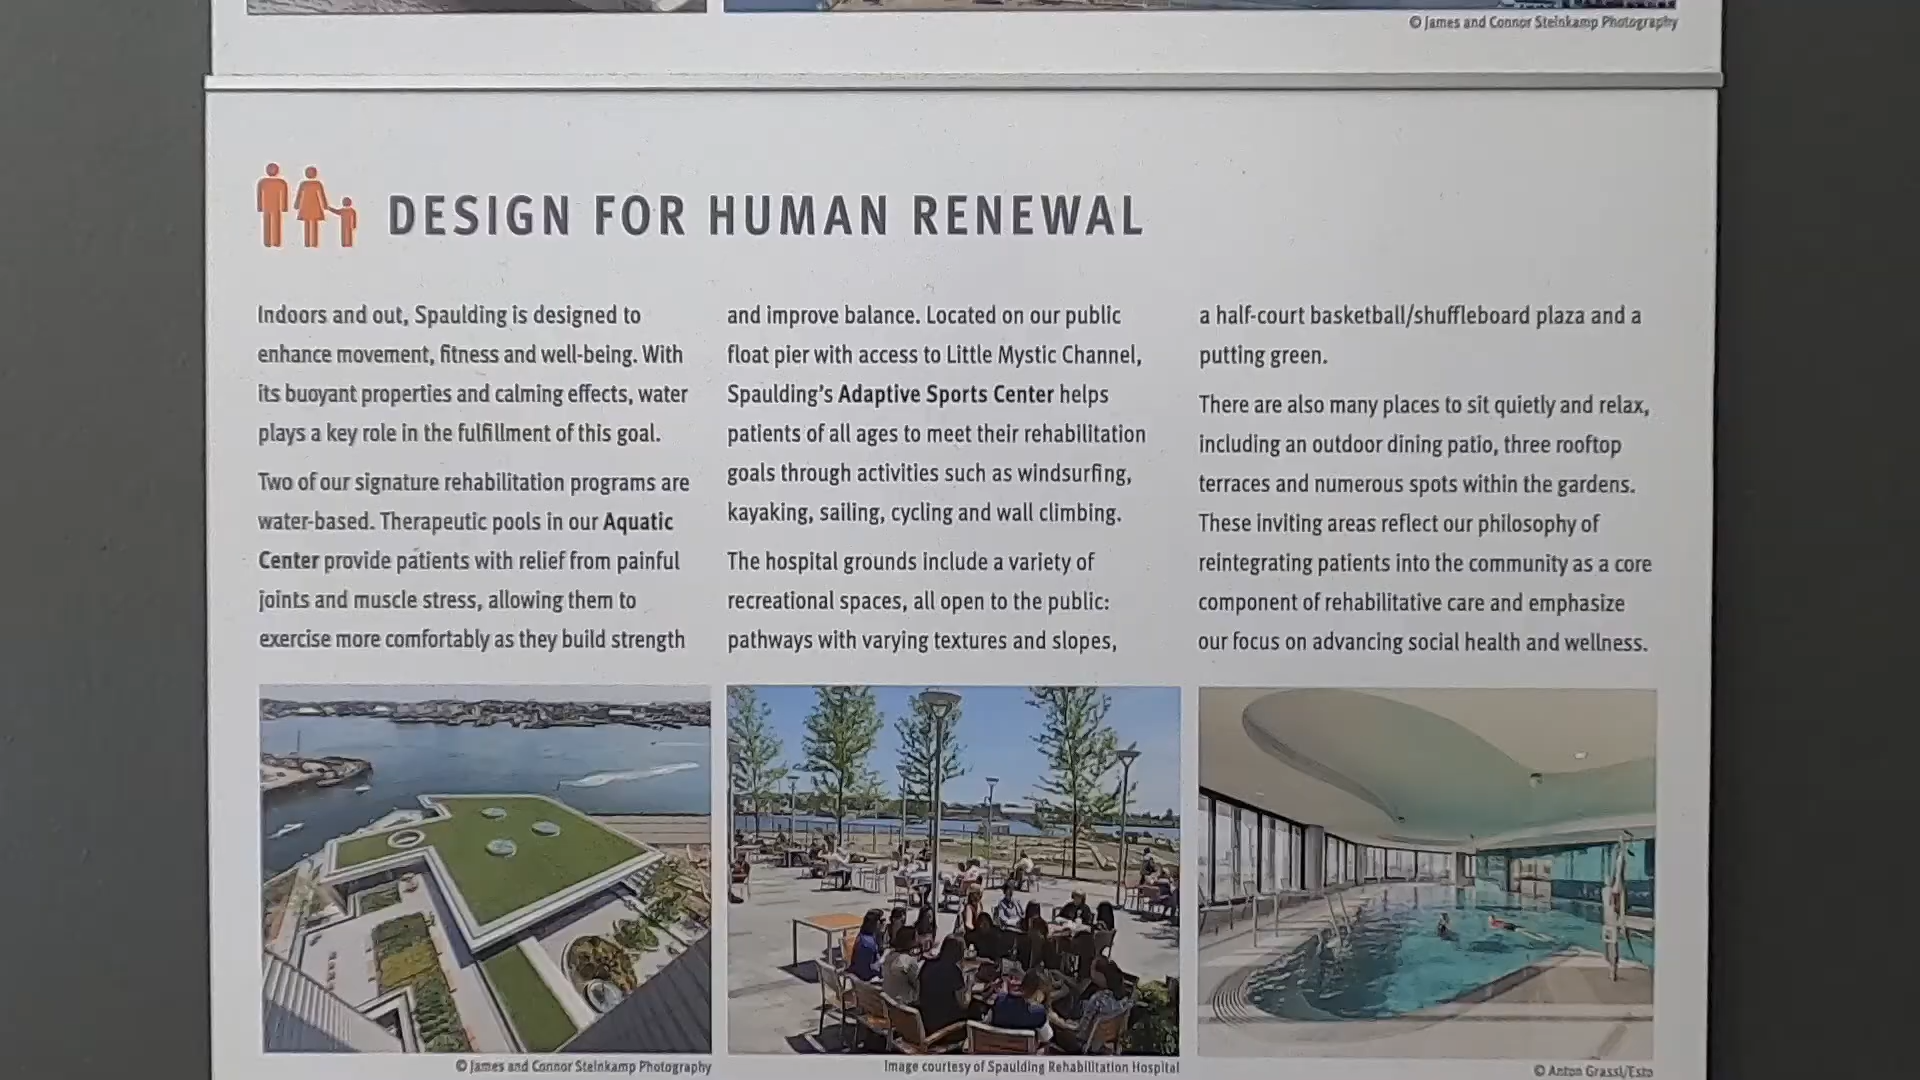 © James and Connor Steinkamp Photography
DESIGN FOR HUMAN RENEWAL
Indoors and out, Spaulding is designed to
enhance movement, fitness and well-being. With
its buoyant properties and calming effects, water
plays a key role in the fulfillment of this goal.
Two of our signature rehabilitation programs are
water-based. Therapeutic pools in our Aquatic
Center provide patients with relief from painful
joints and muscle stress, allowing them to
exercise more comfortably as they build strength
and improve balance. Located on our public
float pier with access to Little Mystic Channel,
Spaulding's Adaptive Sports Center helps
patients of all ages to meet their rehabilitation
goals through activities such as windsurfing,
kayaking, sailing, cycling and wall climbing.
The hospital grounds include a variety of
recreational spaces, all open to the public:
pathways with varying textures and slopes,
a half-court basketball/shuffleboard plaza and a
putting green.
There are also many places to sit quietly and relax,
including an outdoor dining patio, three rooftop
terraces and numerous spots within the gardens.
These inviting areas reflect our philosophy of
reintegrating patients into the community as a core
component of rehabilitative care and emphasize
our focus on advancing social health and wellness.
© James and Connor Steinkamp Photography
Image courtesy of Spaulding Rehabilitation Hospital
© Anton Grassl/Esto